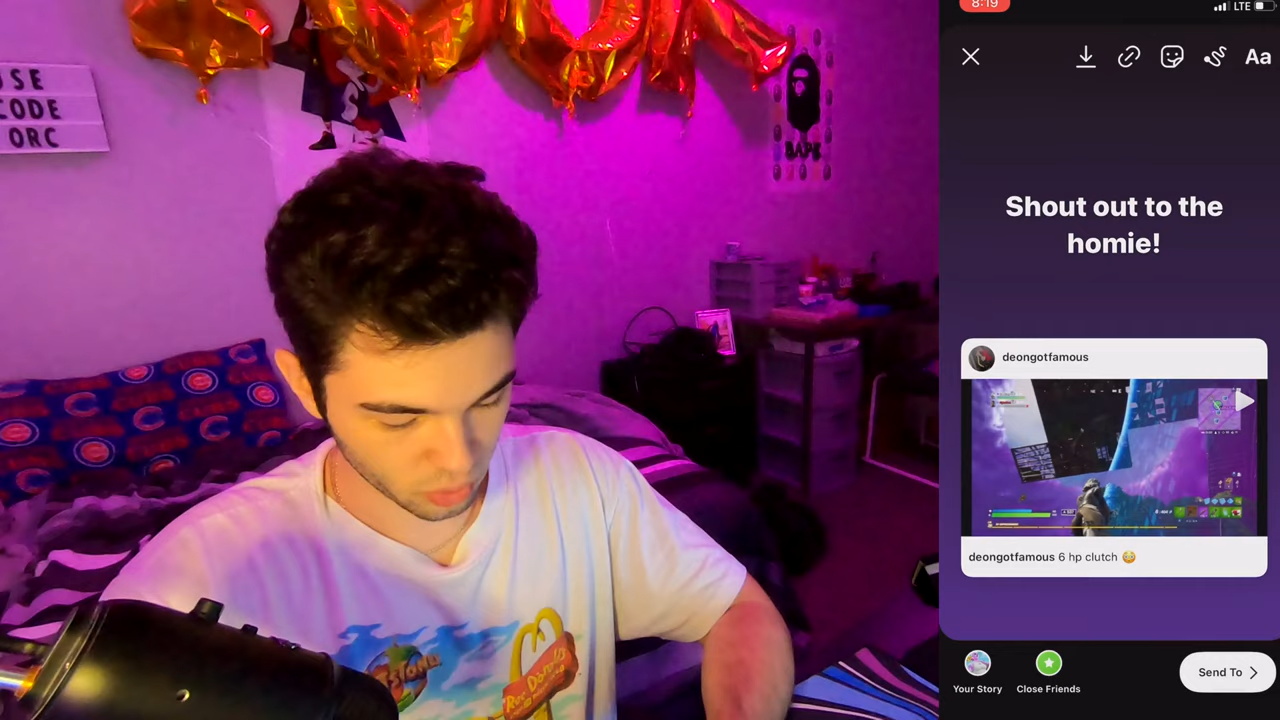 USE
CODE
ORC
BAPE
8:19
LTE
Aa
Shout out to the
homie!
deongotfamous
deongotfamous 6 hp clutch 😳
Your Story
Close Friends
Send To